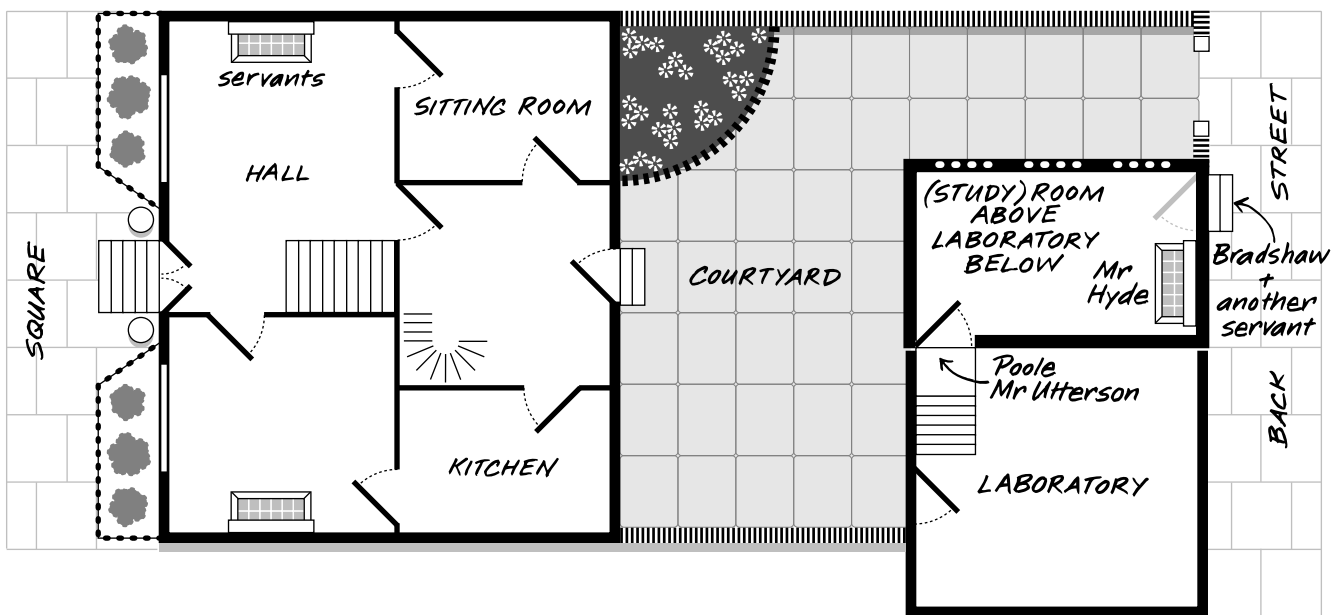 servants
SITTING ROOM
HALL
SQUARE
KITCHEN
COURTYARD
(STUDY) ROOM
ABOVE
LABORATORY
BELOW
Mr
Hyde
Poole
Mr Utterson
LABORATORY
STREET
Bradshaw
+
another
servant
BACK